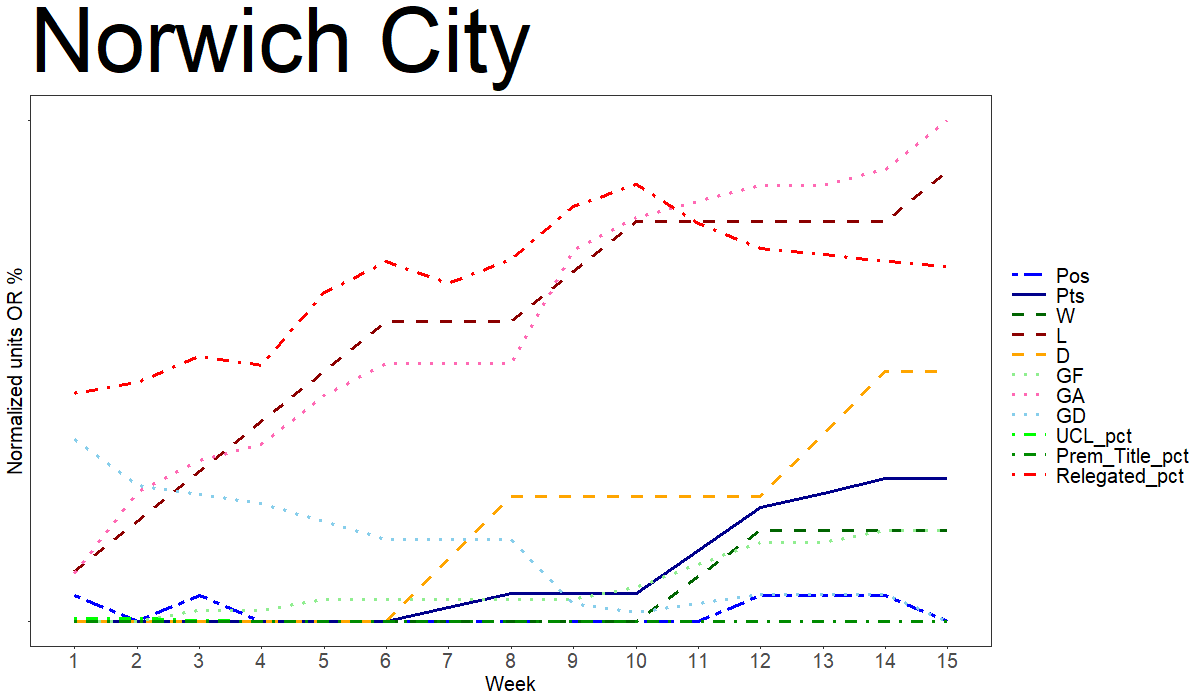 Norwich City
Normalized units OR %
1 2 3 4 5 6 7 8 9 10 11 12 13 14 15
Week
Pos
Pts
W
L
D
GF
GA
GD
UCL_pct
Prem_Title_pct
Relegated_pct